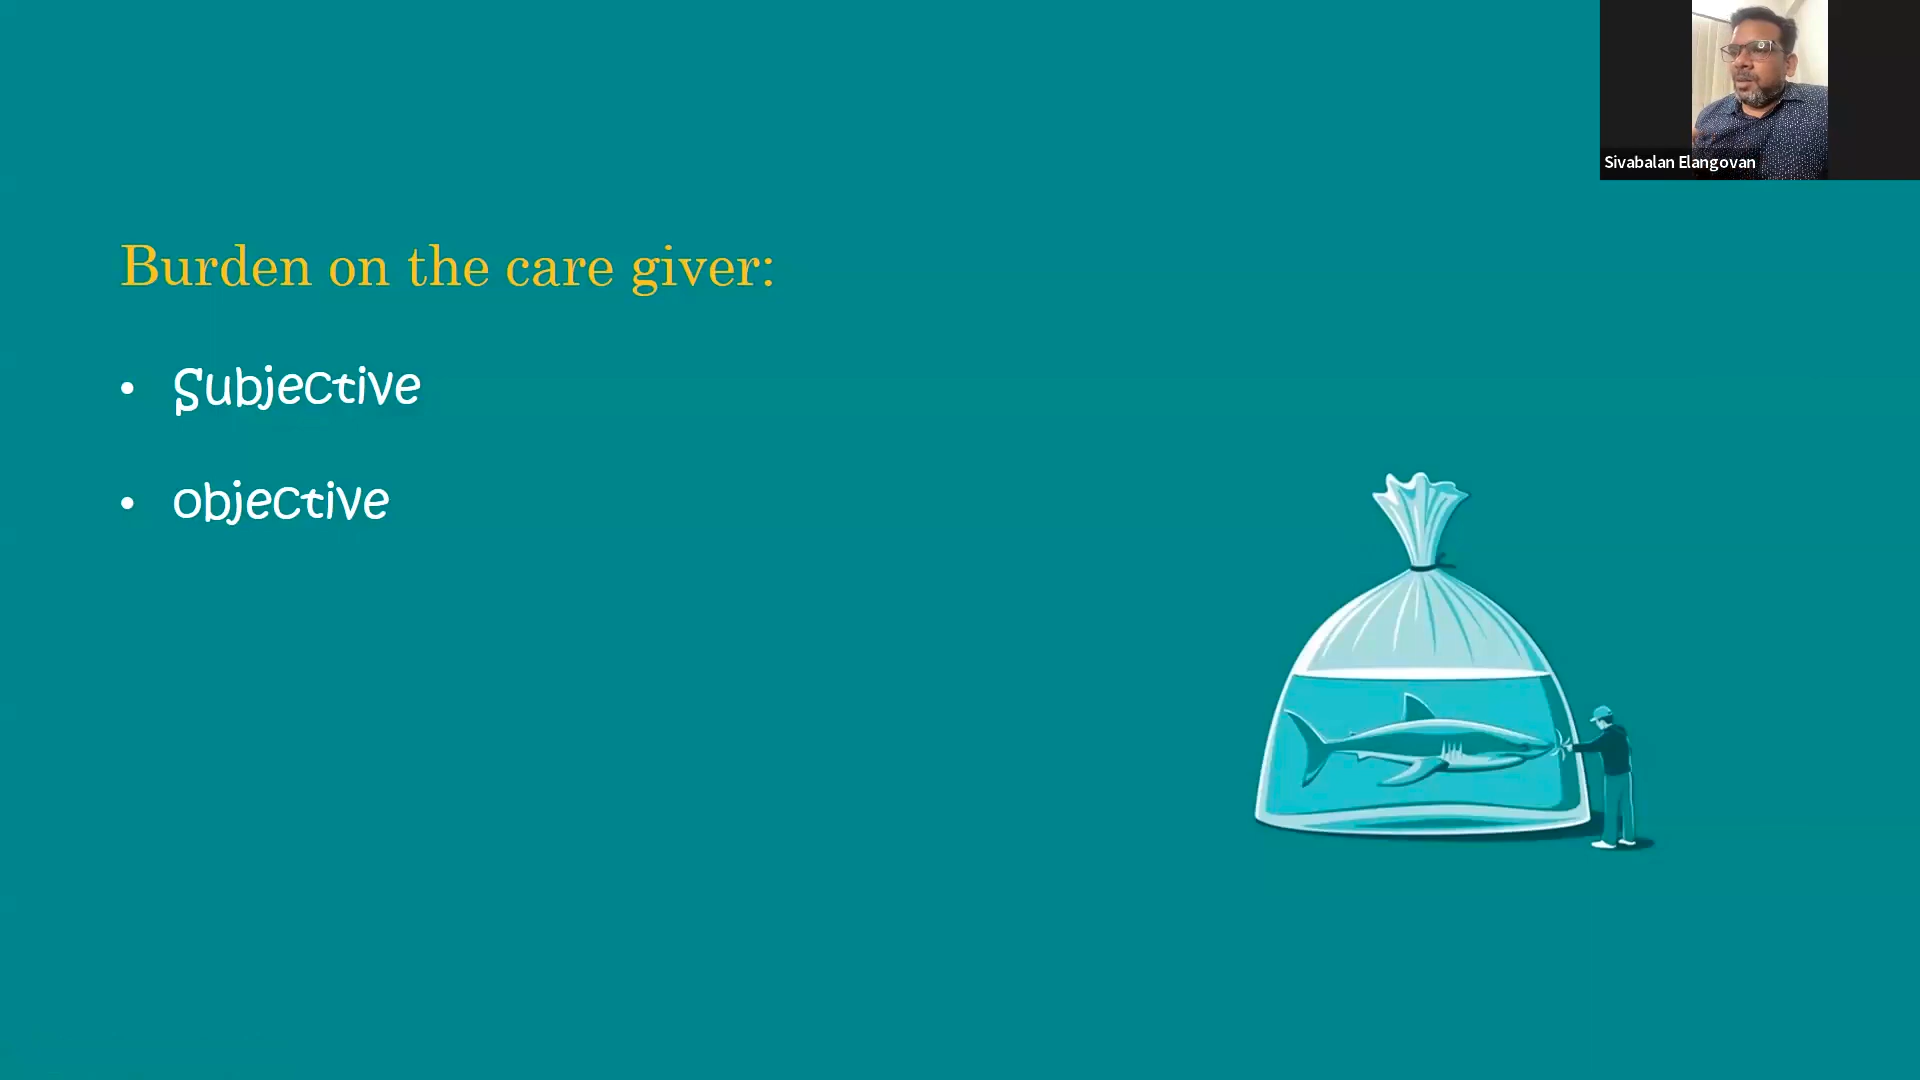 Sivabalan Elangovan
Burden on the care giver:
• Subjective
• objective